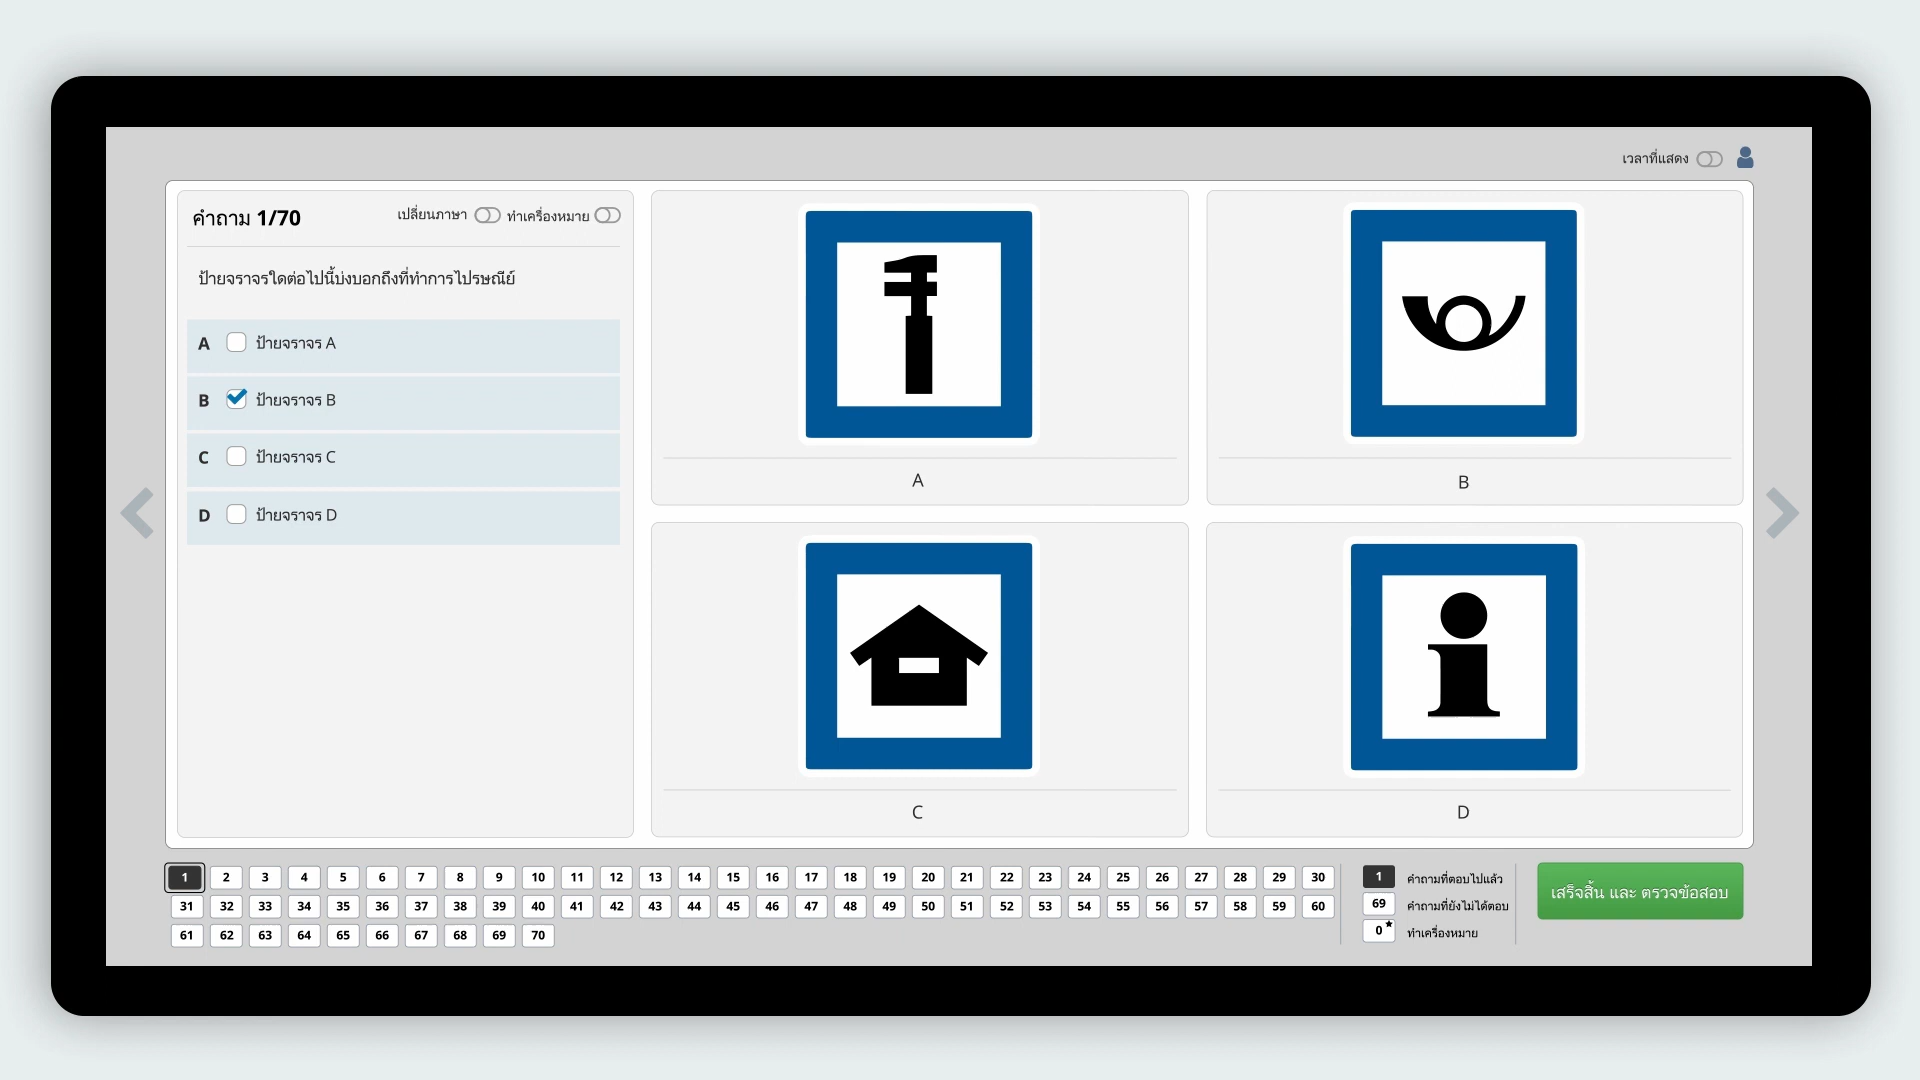 เวลาที่แสดง
คำถาม 1/70
เปลี่ยนภาษา ทำเครื่องหมาย
ป้ายจราจรใดต่อไปนี้บ่งบอกถึงที่ทำการไปรษณีย์
A ป้ายจราจร A
B ป้ายจราจร B
C ป้ายจราจร C
D ป้ายจราจร D
A
B
C
D
1 2 3 4 5 6 7 8 9 10 11 12 13 14 15 16 17 18 19 20 21 22 23 24 25 26 27 28 29 30
31 32 33 34 35 36 37 38 39 40 41 42 43 44 45 46 47 48 49 50 51 52 53 54 55 56 57 58 59 60
61 62 63 64 65 66 67 68 69 70
1 คำถามที่ตอบไปแล้ว
69 คำถามที่ยังไม่ได้ตอบ
0 ทำเครื่องหมาย
เสร็จสิ้น และ ตรวจข้อสอบ